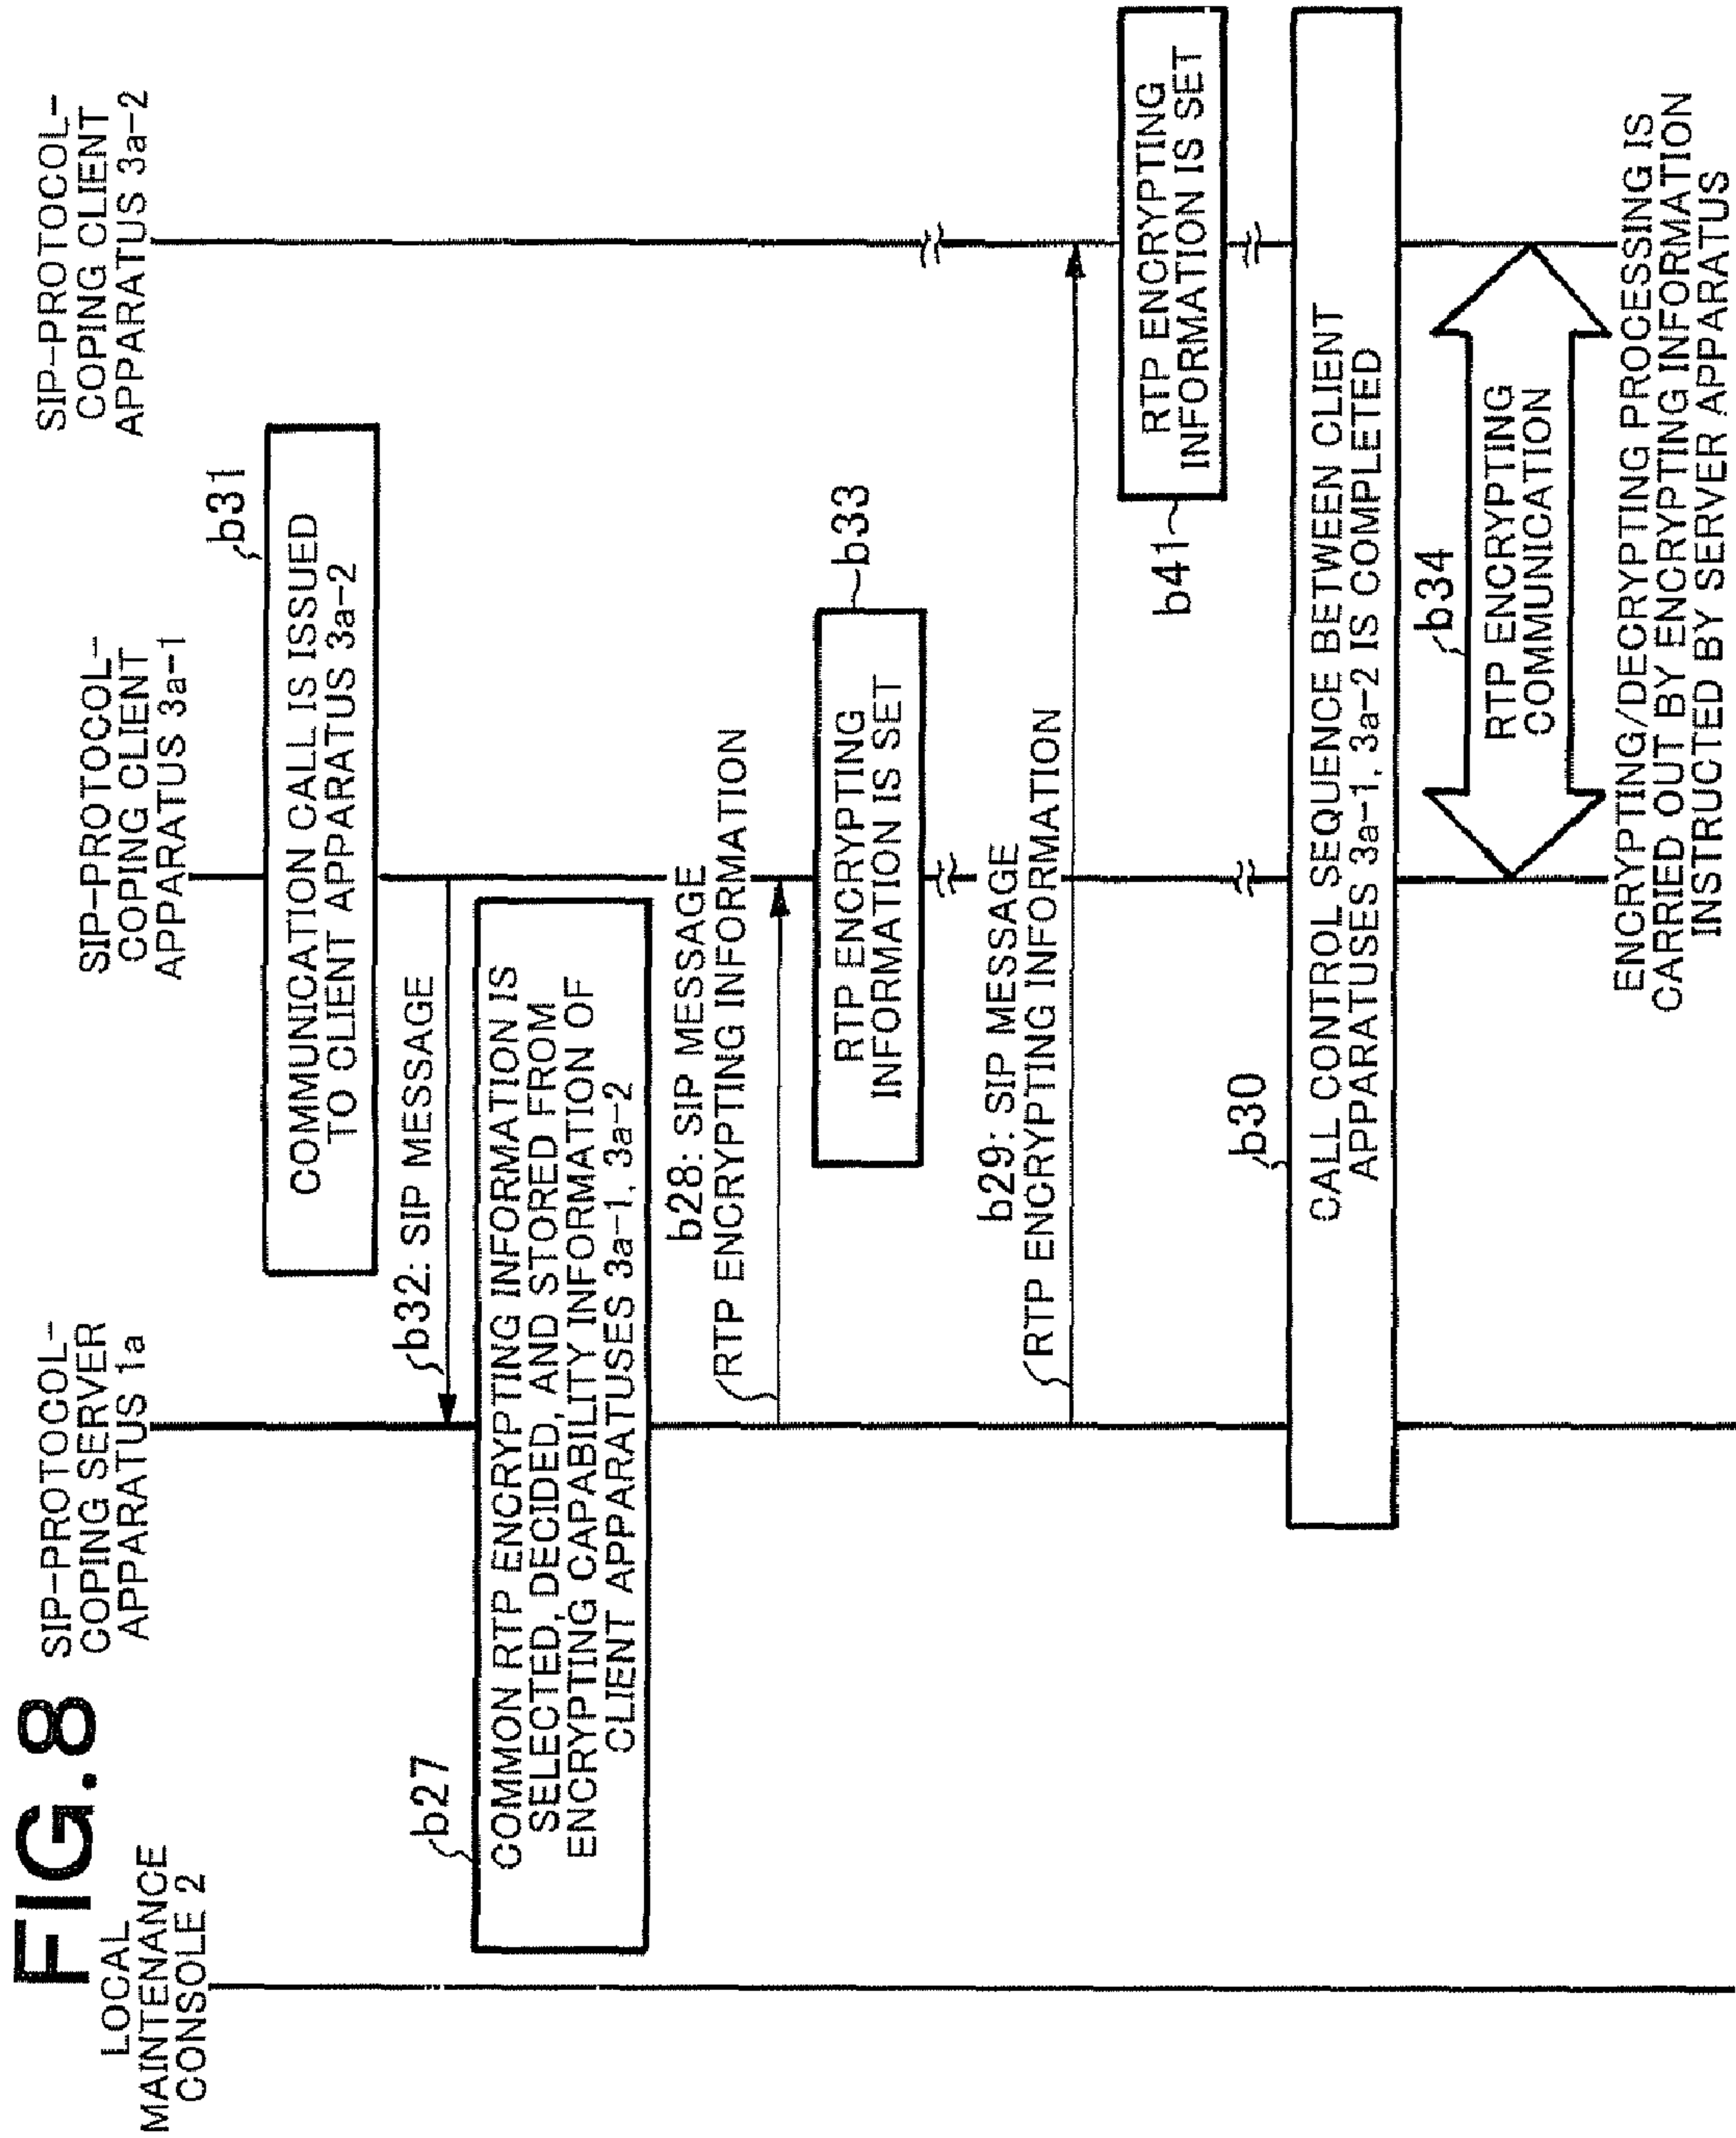 FIG.8
LOCAL
MAINTENANCE
CONSOLE 2
SIP-PROTOCOL-
COPING SERVER
APPARATUS 1a
SIP-PROTOCOL-
COPING CLIENT
APPARATUS 3a-1
SIP-PROTOCOL-
COPING CLIENT
APPARATUS 3a-2
b31
COMMUNICATION CALL IS ISSUED
TO CLIENT APPARATUS 3a-2
b32: SIP MESSAGE
b27
COMMON RTP ENCRYPTING INFORMATION IS
SELECTED, DECIDED, AND STORED FROM
ENCRYPTING CAPABILITY INFORMATION OF
CLIENT APPARATUSES 3a-1, 3a-2
b28: SIP MESSAGE
RTP ENCRYPTING INFORMATION
b33
RTP ENCRYPTING
INFORMATION IS SET
b29: SIP MESSAGE
RTP ENCRYPTING INFORMATION
b41
RTP ENCRYPTING
INFORMATION IS SET
b30
CALL CONTROL SEQUENCE BETWEEN CLIENT
APPARATUSES 3a-1, 3a-2 IS COMPLETED
b34
RTP ENCRYPTING
COMMUNICATION
ENCRYPTING/DECRYPTING PROCESSING IS
CARRIED OUT BY ENCRYPTING INFORMATION
INSTRUCTED BY SERVER APPARATUS